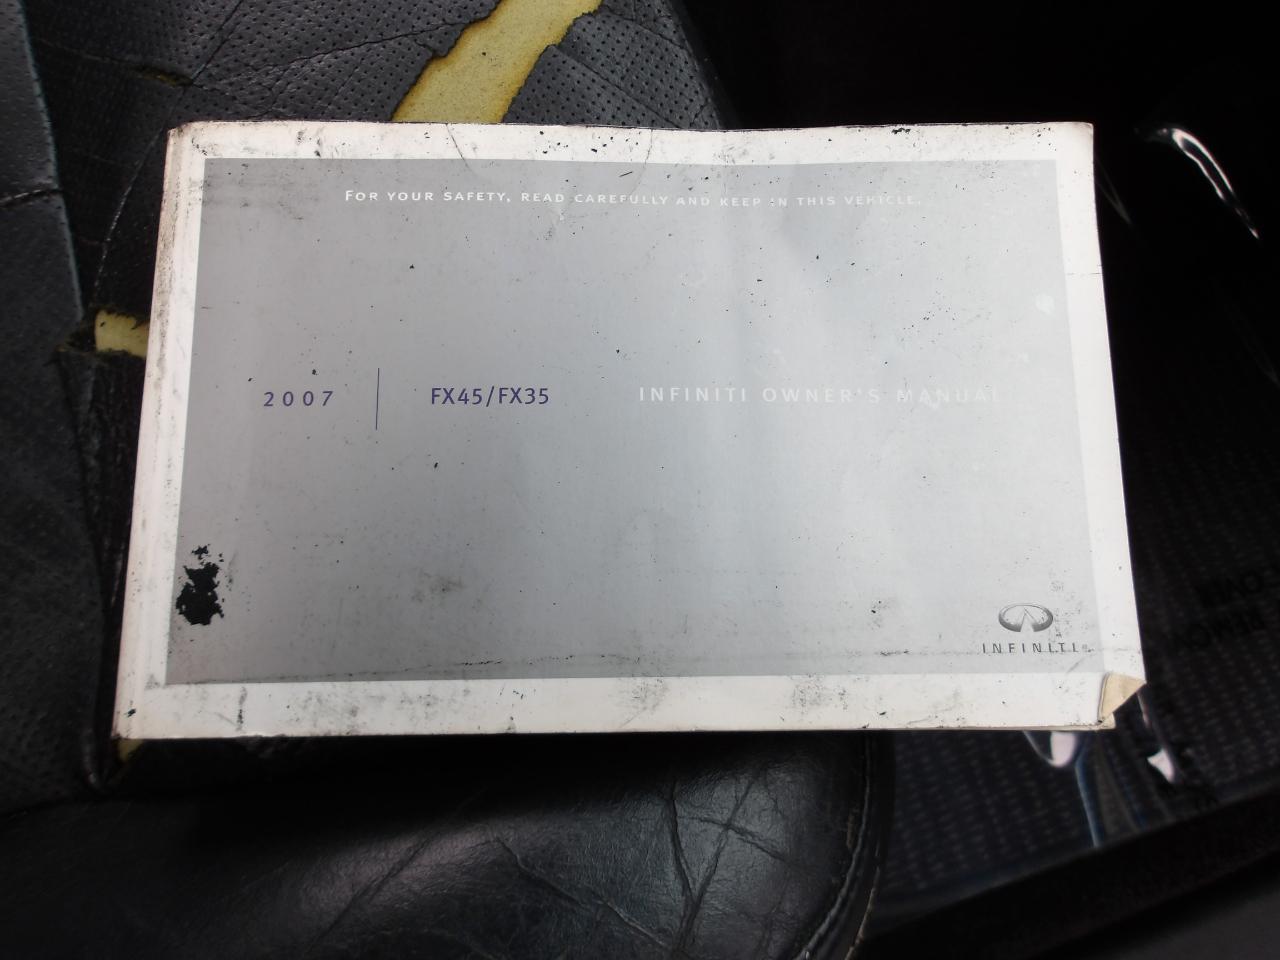 FOR YOUR SAFETY, READ CAREFULLY AND KEEP IN THIS VEHICLE.
2007 FX45/FX35 INFINITI OWNER'S MANUAL
INFINITI®